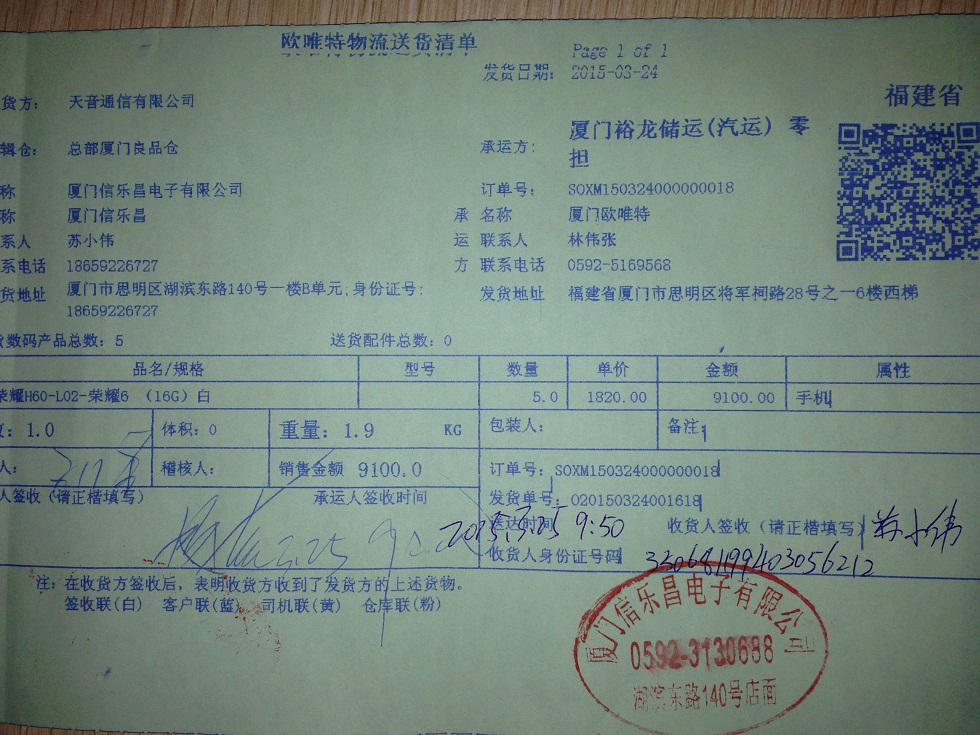 欧唯特物流送货清单
Page 1 of 1
发货日期: 2015-03-24
福建省
货方: 天音通信有限公司
辑仓: 总部厦门良品仓 承运方: 厦门裕龙储运(汽运) 零担
称 厦门信乐昌电子有限公司 订单号: SOXM150324000000018
称 厦门信乐昌 承 名称 厦门欧唯特
系人 苏小伟 运 联系人 林伟张
系电话 18659226727 方 联系电话 0592-5169568
货地址 厦门市思明区湖滨东路140号一楼B单元;身份证号: 发货地址 福建省厦门市思明区将军柯路28号之一6楼西梯
18659226727
数码产品总数: 5 送货配件总数: 0
品名/规格 型号 数量 单价 金额 属性
荣耀H60-L02-荣耀6 (16G) 白 5.0 1820.00 9100.00 手机
: 1.0 体积: 0 重量: 1.9 KG 包装人: 备注:
人: 稽核人: 销售金额 9100.0 订单号: SOXM150324000000018
人签收(请正楷填写) 承运人签收时间 发货单号: 020150324001618
送达时间 2015.3.25 9:50 收货人签收(请正楷填写) 苏小伟
收货人身份证号码
注: 在收货方签收后, 表明收货方收到了发货方的上述货物。
签收联(白) 客户联(蓝) 司机联(黄) 仓库联(粉)
厦门信乐昌电子有限公司
0592-3130688
湖滨东路140号店面